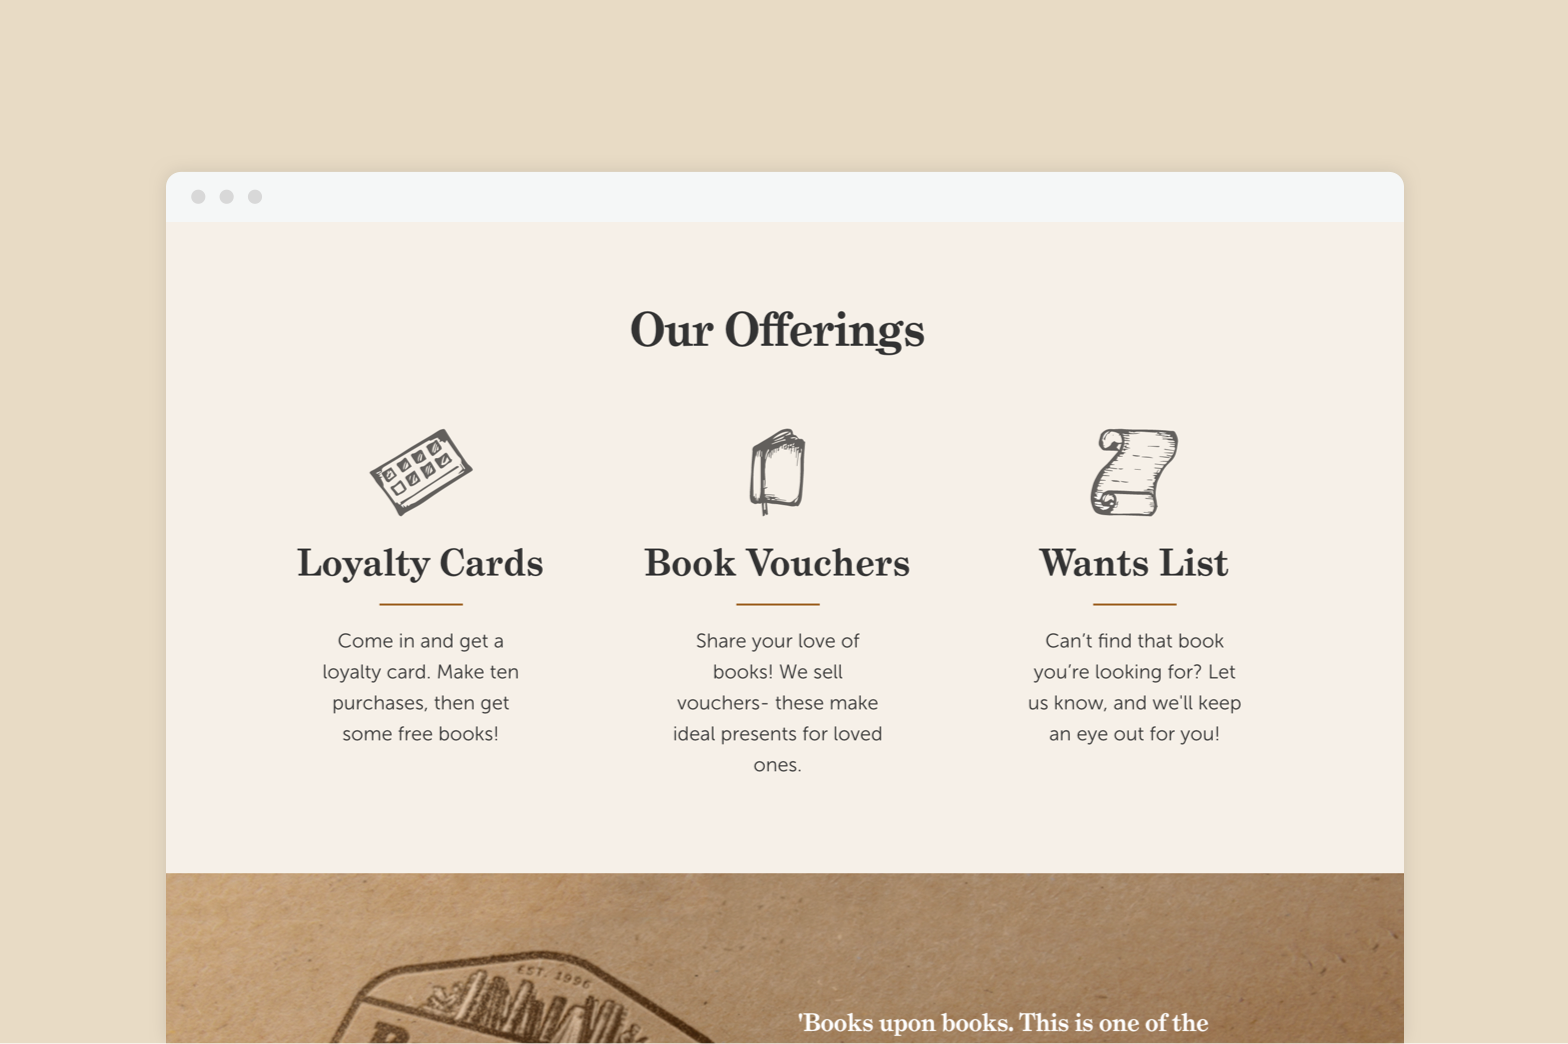 Our Offerings
Loyalty Cards
Come in and get a
loyalty card. Make ten
purchases, then get
some free books!
Book Vouchers
Share your love of
books! We sell
vouchers- these make
ideal presents for loved
ones.
Wants List
Can’t find that book
you’re looking for? Let
us know, and we'll keep
an eye out for you!
EST. 1996
'Books upon books. This is one of the